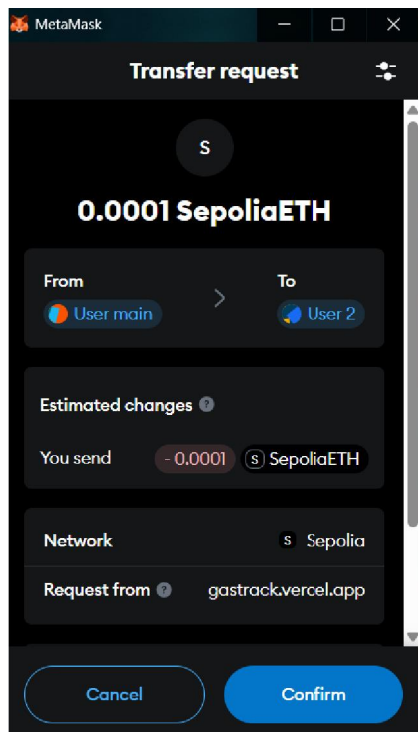 MetaMask
Transfer request
S
0.0001 SepoliaETH
From To
User main > User 2
Estimated changes ?
You send - 0.0001 S SepoliaETH
Network S Sepolia
Request from ? gastrack.vercel.app
Cancel Confirm